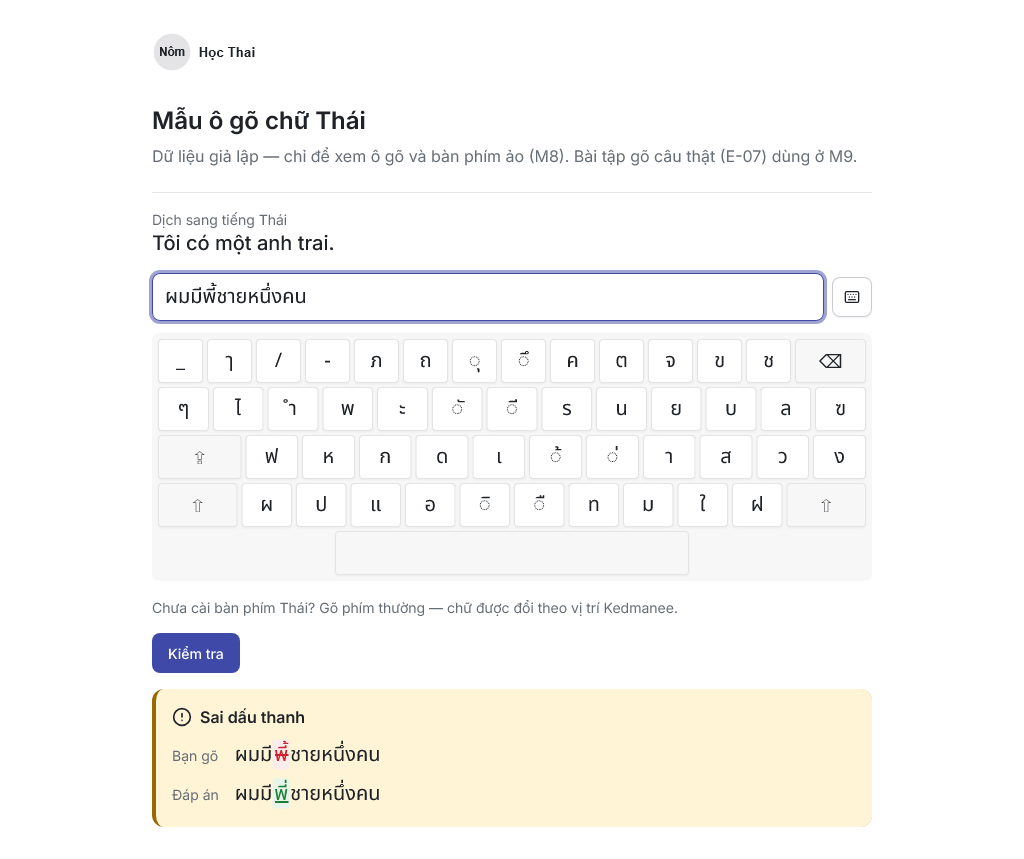 Nôm Học Thai
Mẫu ô gõ chữ Thái
Dữ liệu giả lập — chỉ để xem ô gõ và bàn phím ảo (M8). Bài tập gõ câu thật (E-07) dùng ở M9.
Dịch sang tiếng Thái
Tôi có một anh trai.
ผมมีพี้ชายหนึ่งคน
_ ๅ / - ภ ถ ุ ึ ค ต จ ข ช ⌫
ๆ ไ ำ พ ะ ั ี ร น ย บ ล ฃ
⇪ ฟ ห ก ด เ ้ ่ า ส ว ง
⇧ ผ ป แ อ ิ ื ท ม ใ ฝ ⇧
Chưa cài bàn phím Thái? Gõ phím thường — chữ được đổi theo vị trí Kedmanee.
Kiểm tra
Sai dấu thanh
Bạn gõ ผมมีพี้ชายหนึ่งคน
Đáp án ผมมีพี่ชายหนึ่งคน